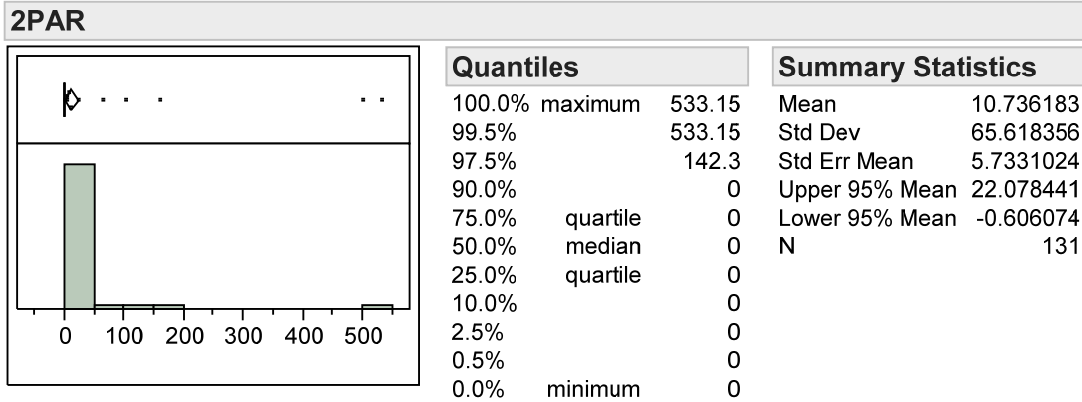 2PAR
0 100 200 300 400 500
Quantiles
100.0% maximum 533.15
99.5% 533.15
97.5% 142.3
90.0% 0
75.0% quartile 0
50.0% median 0
25.0% quartile 0
10.0% 0
2.5% 0
0.5% 0
0.0% minimum 0
Summary Statistics
Mean 10.736183
Std Dev 65.618356
Std Err Mean 5.7331024
Upper 95% Mean 22.078441
Lower 95% Mean -0.606074
N 131